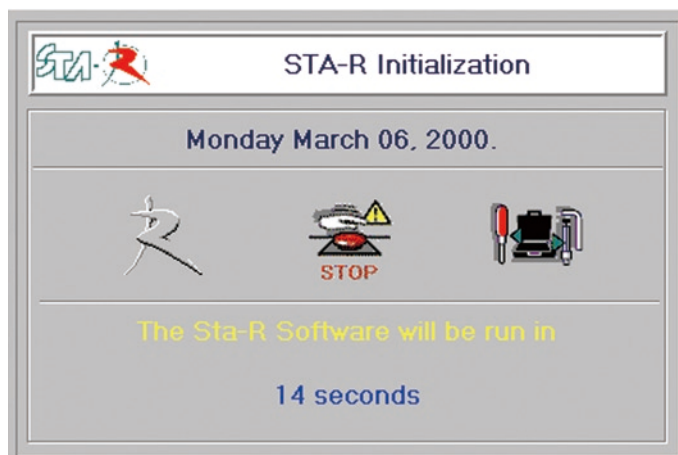 STA-R
STA-R Initialization
Monday March 06, 2000.
STOP
The Sta-R Software will be run in
14 seconds